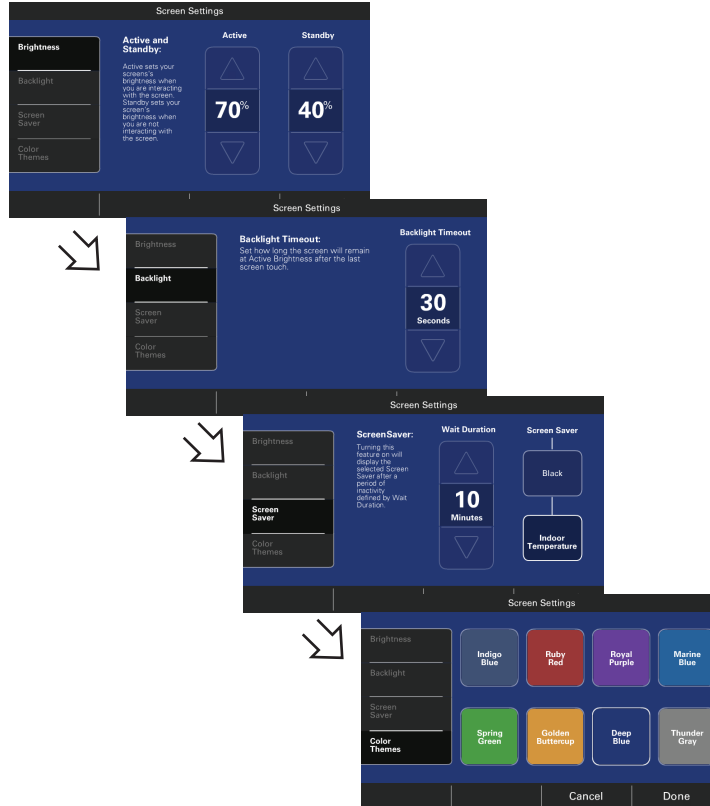 Screen Settings
Brightness
Backlight
Screen
Saver
Color
Themes
Active and
Standby:
Active sets your
screens's
brightness when
you are interacting
with the screen.
Standby sets your
screen's
brightness when
you are not
interacting with
the screen.
Active
70%
Standby
40%
Screen Settings
Brightness
Backlight
Screen
Saver
Color
Themes
Backlight Timeout:
Set how long the screen will remain
at Active Brightness after the last
screen touch.
Backlight Timeout
30
Seconds
Screen Settings
Brightness
Backlight
Screen
Saver
Color
Themes
ScreenSaver:
Turning this
feature on will
display the
selected Screen
Saver after a
period of
inactivity
defined by Wait
Duration.
Wait Duration
10
Minutes
Screen Saver
Black
Indoor
Temperature
Screen Settings
Brightness
Backlight
Screen
Saver
Color
Themes
Indigo
Blue
Ruby
Red
Royal
Purple
Marine
Blue
Spring
Green
Golden
Buttercup
Deep
Blue
Thunder
Gray
Cancel
Done